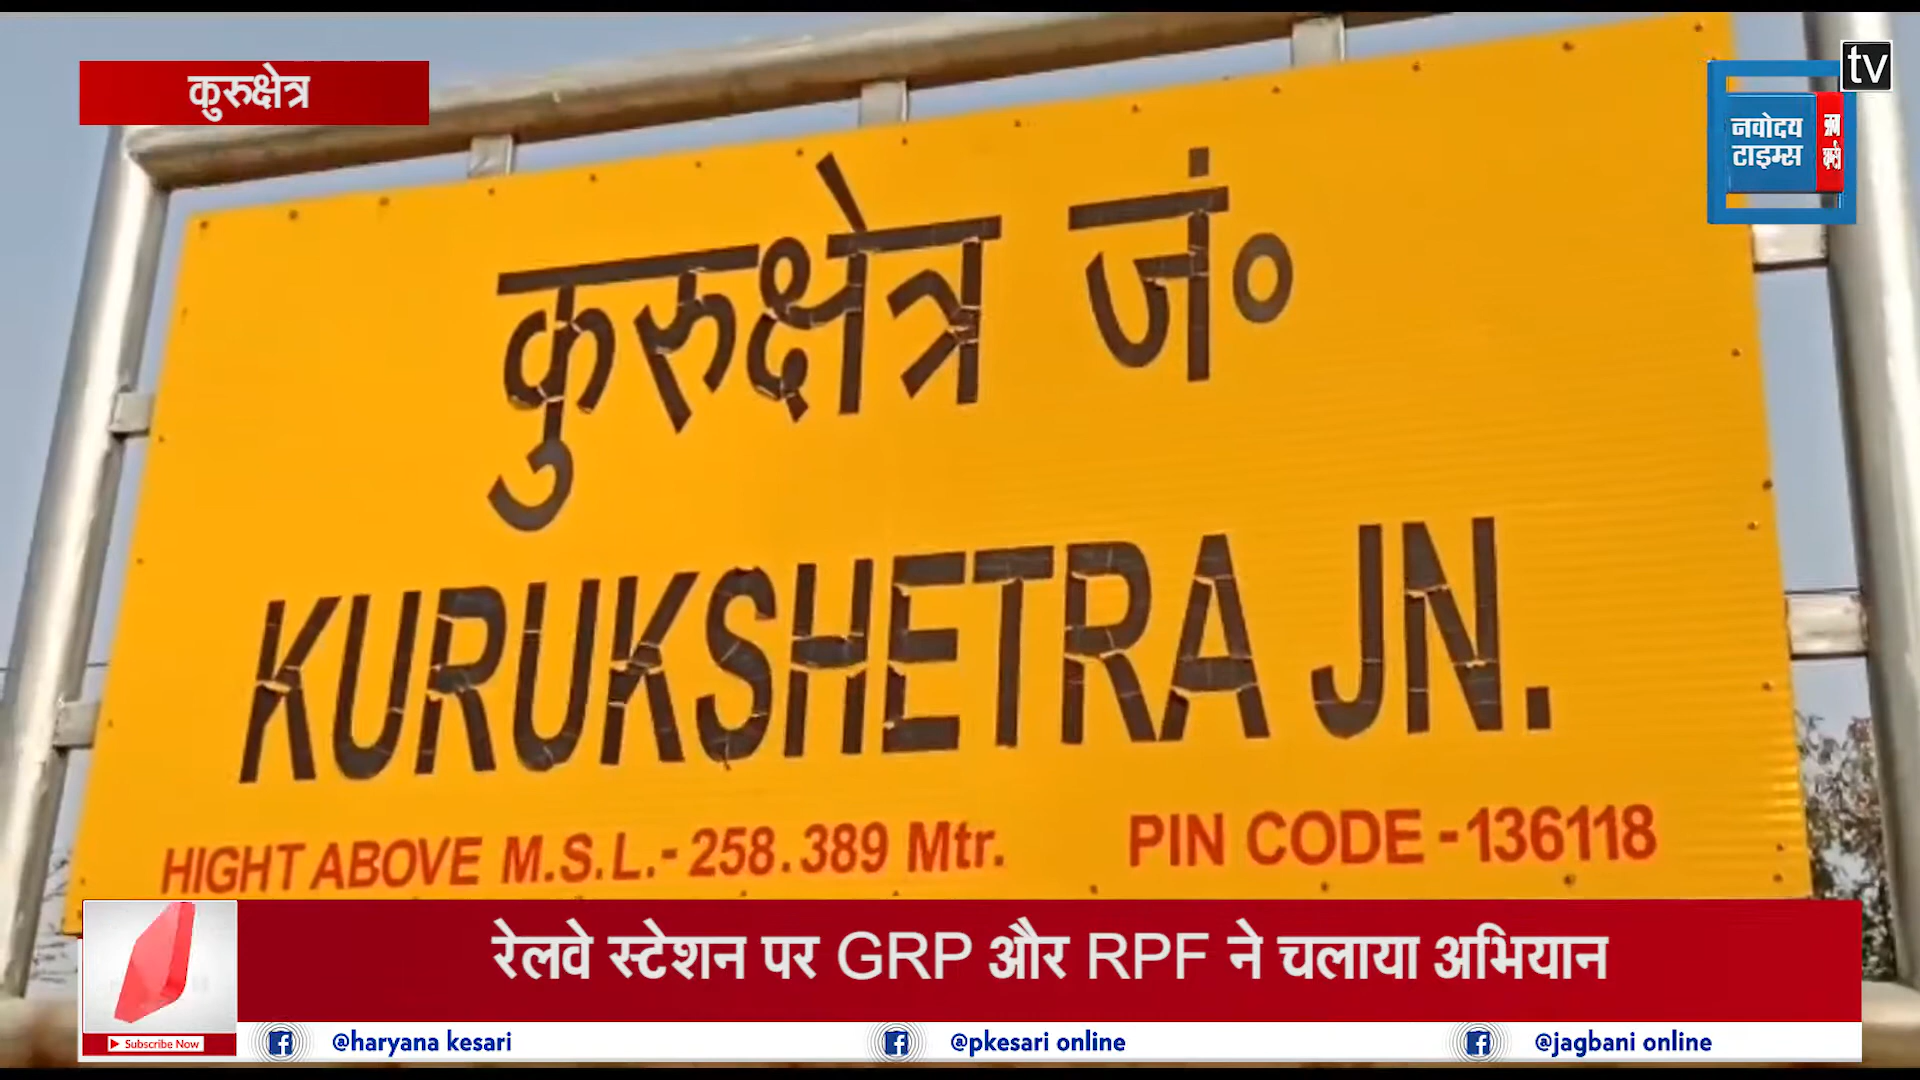 कुरुक्षेत्र
tv
नवोदय
टाइम्स
कुरुक्षेत्र जं०
KURUKSHETRA JN.
HIGHT ABOVE M.S.L.- 258.389 Mtr. PIN CODE -136118
रेलवे स्टेशन पर GRP और RPF ने चलाया अभियान
Subscribe Now
@haryana kesari @pkesari online @jagbani online